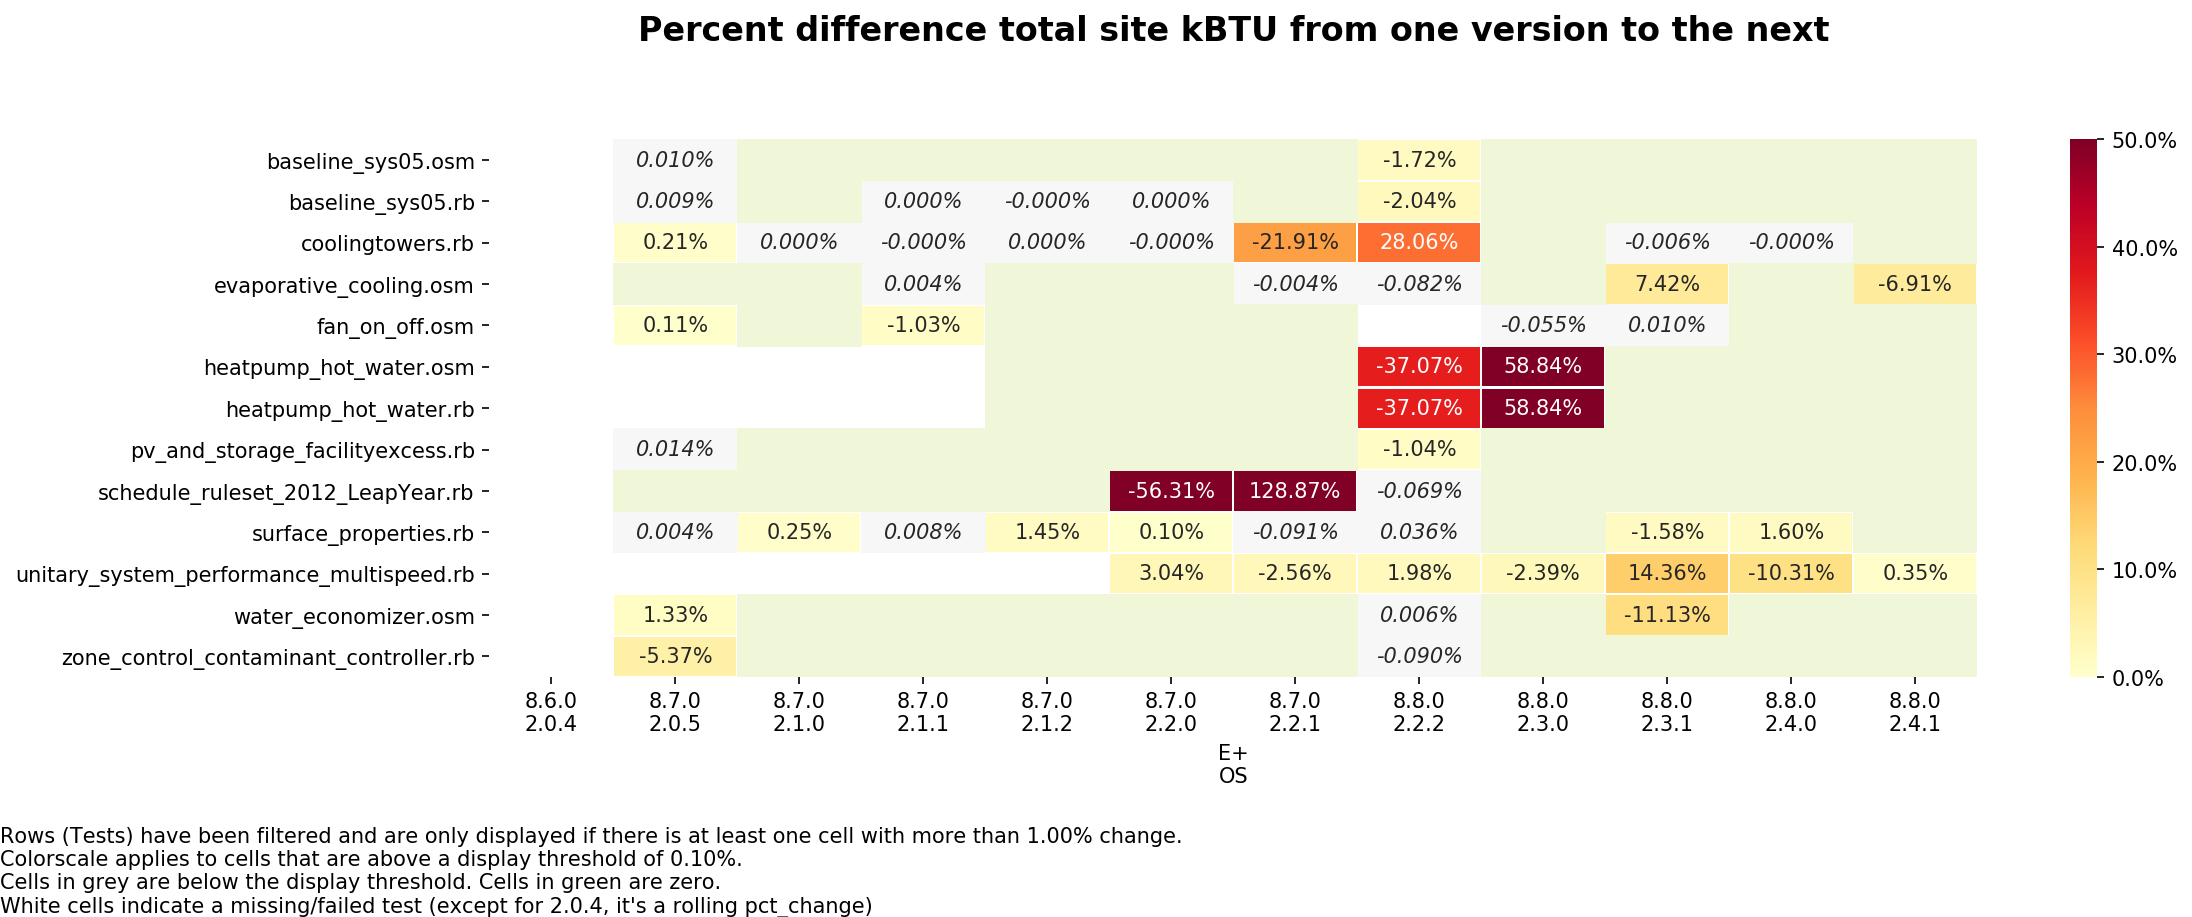 Percent difference total site kBTU from one version to the next
baseline_sys05.osm 0.010% -1.72%
baseline_sys05.rb 0.009% 0.000% -0.000% 0.000% -2.04%
coolingtowers.rb 0.21% 0.000% -0.000% 0.000% -0.000% -21.91% 28.06% -0.006% -0.000%
evaporative_cooling.osm 0.004% -0.004% -0.082% 7.42% -6.91%
fan_on_off.osm 0.11% -1.03% -0.055% 0.010%
heatpump_hot_water.osm -37.07% 58.84%
heatpump_hot_water.rb -37.07% 58.84%
pv_and_storage_facilityexcess.rb 0.014% -1.04%
schedule_ruleset_2012_LeapYear.rb -56.31% 128.87% -0.069%
surface_properties.rb 0.004% 0.25% 0.008% 1.45% 0.10% -0.091% 0.036% -1.58% 1.60%
unitary_system_performance_multispeed.rb 3.04% -2.56% 1.98% -2.39% 14.36% -10.31% 0.35%
water_economizer.osm 1.33% 0.006% -11.13%
zone_control_contaminant_controller.rb -5.37% -0.090%
8.6.0 8.7.0 8.7.0 8.7.0 8.7.0 8.7.0 8.7.0 8.8.0 8.8.0 8.8.0 8.8.0 8.8.0
2.0.4 2.0.5 2.1.0 2.1.1 2.1.2 2.2.0 2.2.1 2.2.2 2.3.0 2.3.1 2.4.0 2.4.1
E+
OS
50.0%
40.0%
30.0%
20.0%
10.0%
0.0%
Rows (Tests) have been filtered and are only displayed if there is at least one cell with more than 1.00% change.
Colorscale applies to cells that are above a display threshold of 0.10%.
Cells in grey are below the display threshold. Cells in green are zero.
White cells indicate a missing/failed test (except for 2.0.4, it's a rolling pct_change)